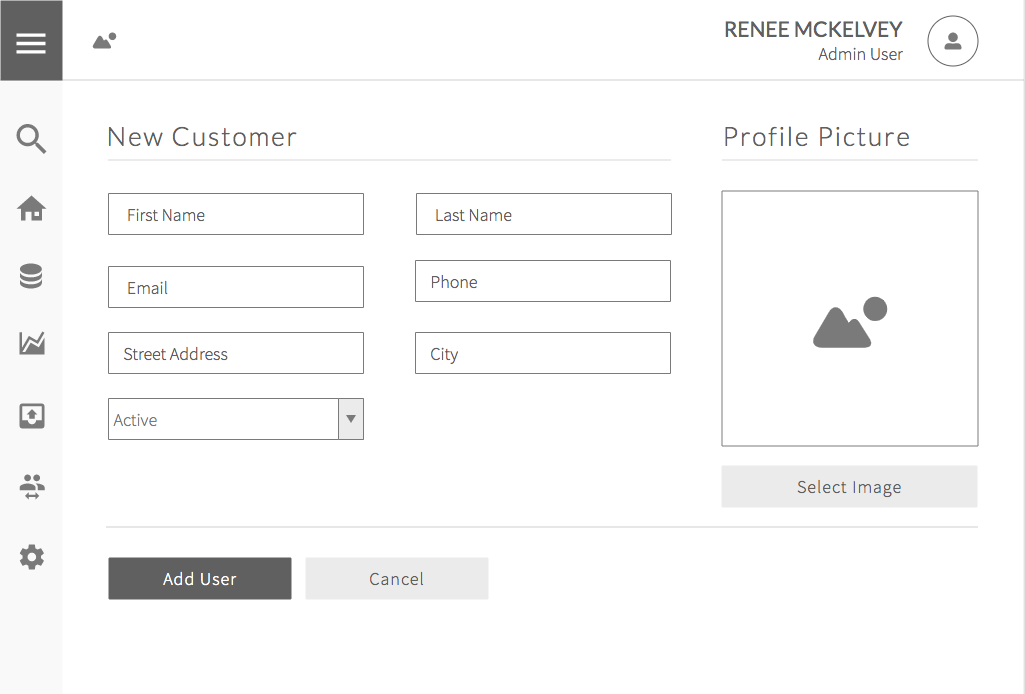 RENEE MCKELVEY
Admin User
New Customer
Profile Picture
First Name
Last Name
Email
Phone
Street Address
City
Active
Select Image
Add User
Cancel